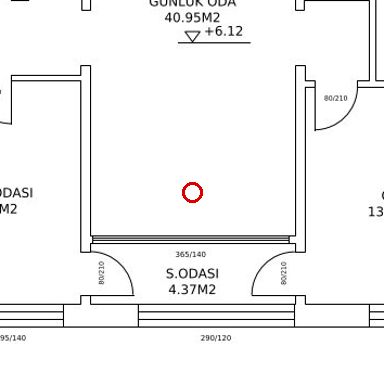 GÜNLÜK ODA
40.95M2
+6.12
80/210
ODASI
M2
13
365/140
80/210
S.ODASI
4.37M2
80/210
95/140
290/120